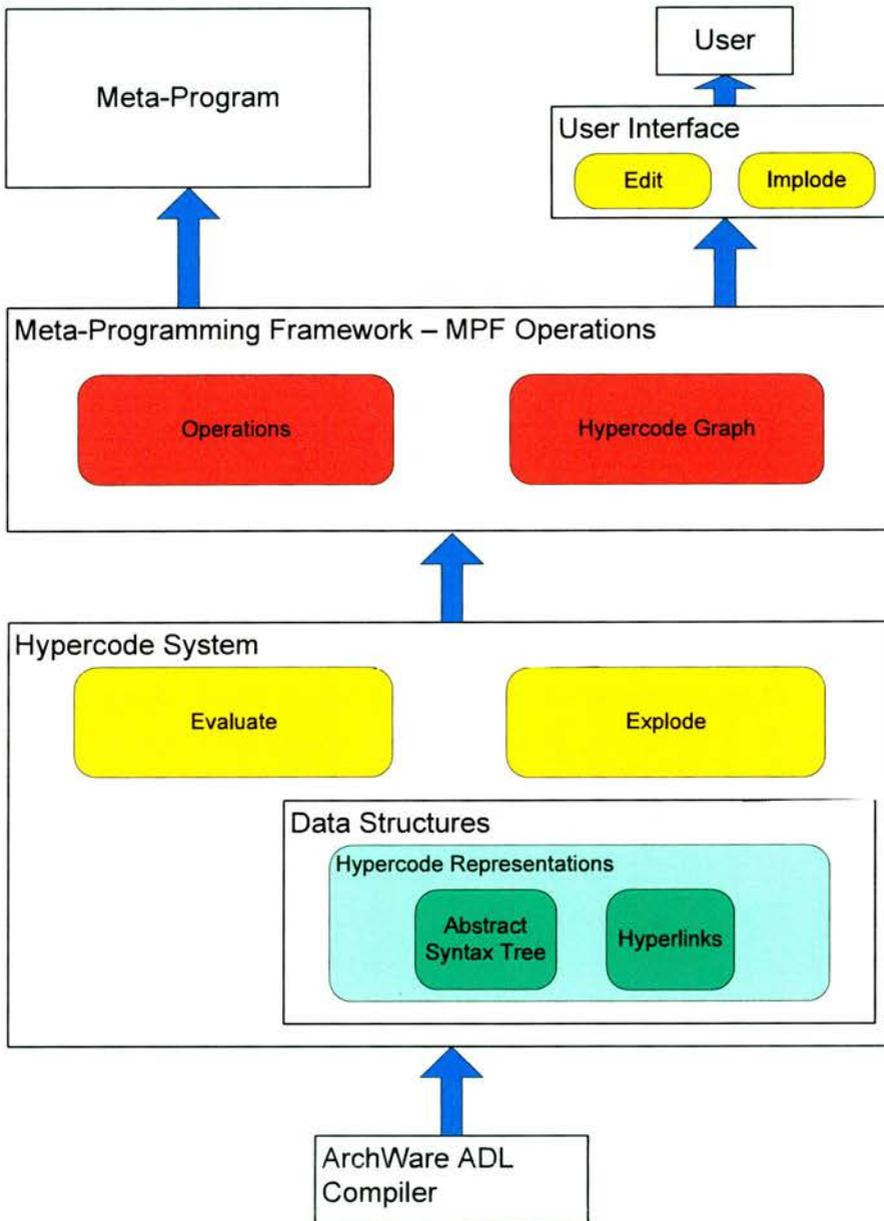 Meta-Program
User
User Interface
Edit
Implode
Meta-Programming Framework – MPF Operations
Operations
Hypercode Graph
Hypercode System
Evaluate
Explode
Data Structures
Hypercode Representations
Abstract
Syntax Tree
Hyperlinks
ArchWare ADL
Compiler